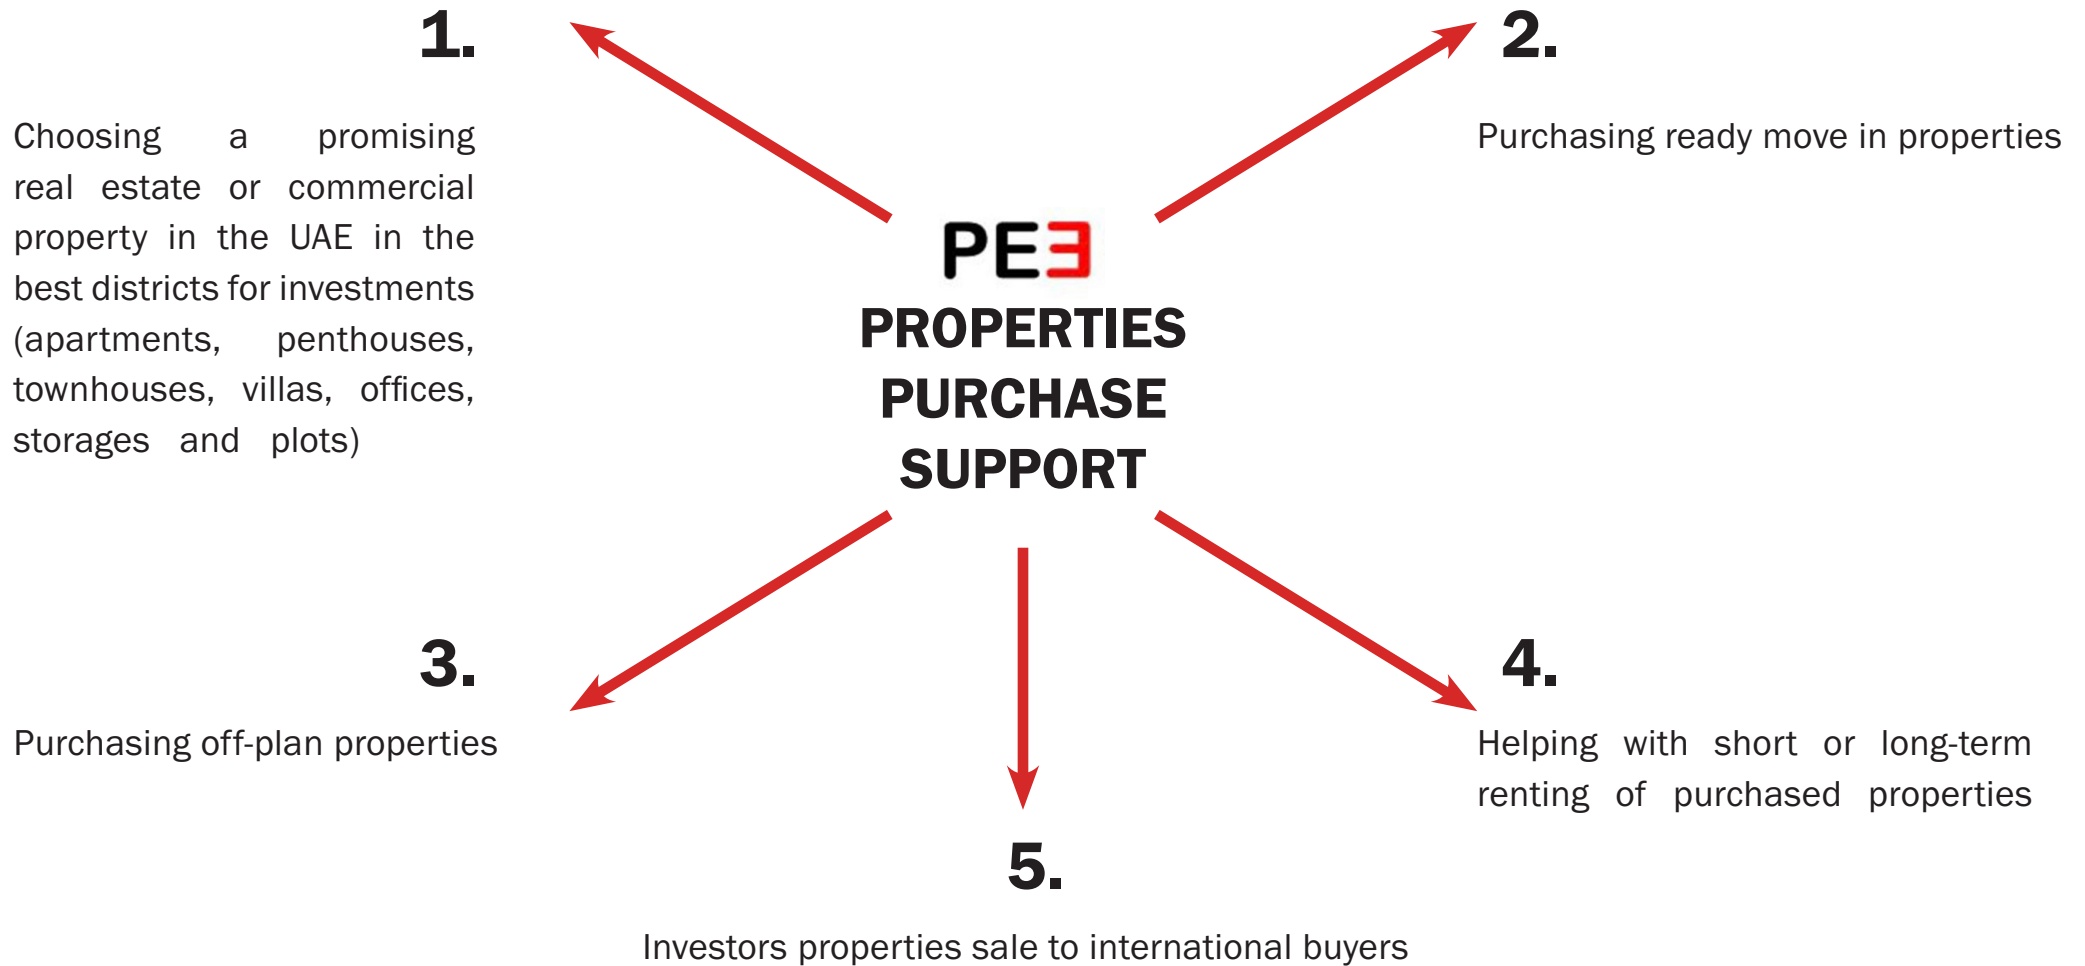 1.
Choosing a promising
real estate or commercial
property in the UAE in the
best districts for investments
(apartments, penthouses,
townhouses, villas, offices,
storages and plots)
2.
Purchasing ready move in properties
PEƎ
PROPERTIES
PURCHASE
SUPPORT
3.
Purchasing off-plan properties
4.
Helping with short or long-term
renting of purchased properties
5.
Investors properties sale to international buyers